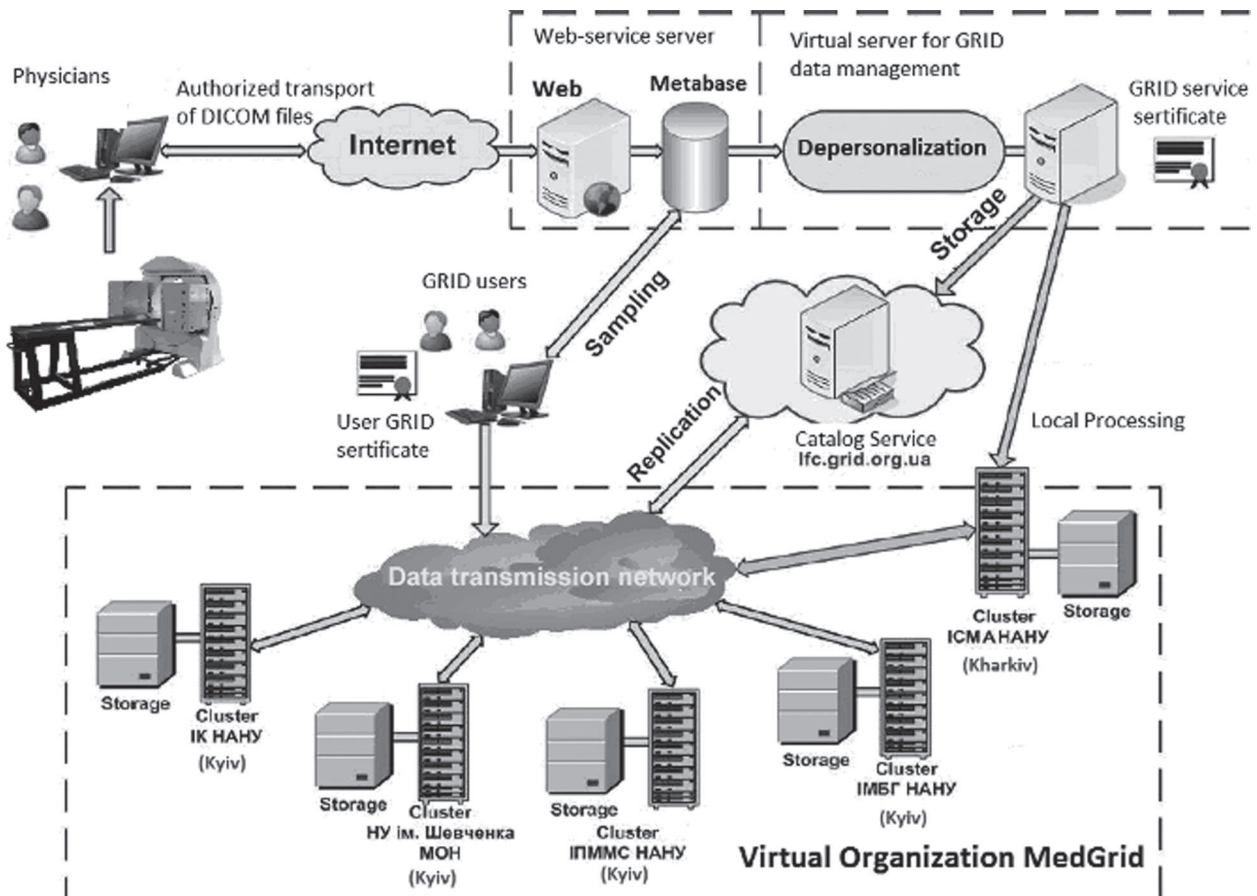 Web-service server
Virtual server for GRID
data management
Physicians
Authorized transport
of DICOM files
Web
Metabase
GRID service
sertificate
Internet
Depersonalization
Storage
GRID users
Sampling
User GRID
sertificate
Replication
Catalog Service
lfc.grid.org.ua
Local Processing
Data transmission network
Storage
Cluster
ІК НАНУ
(Kyiv)
Storage
Cluster
НУ ім. Шевченка
МОН
(Kyiv)
Storage
Cluster
ІПММС НАНУ
(Kyiv)
Storage
Cluster
ІМБГ НАНУ
(Kyiv)
Cluster
ІСМАНАНУ
(Kharkiv)
Storage
Virtual Organization MedGrid